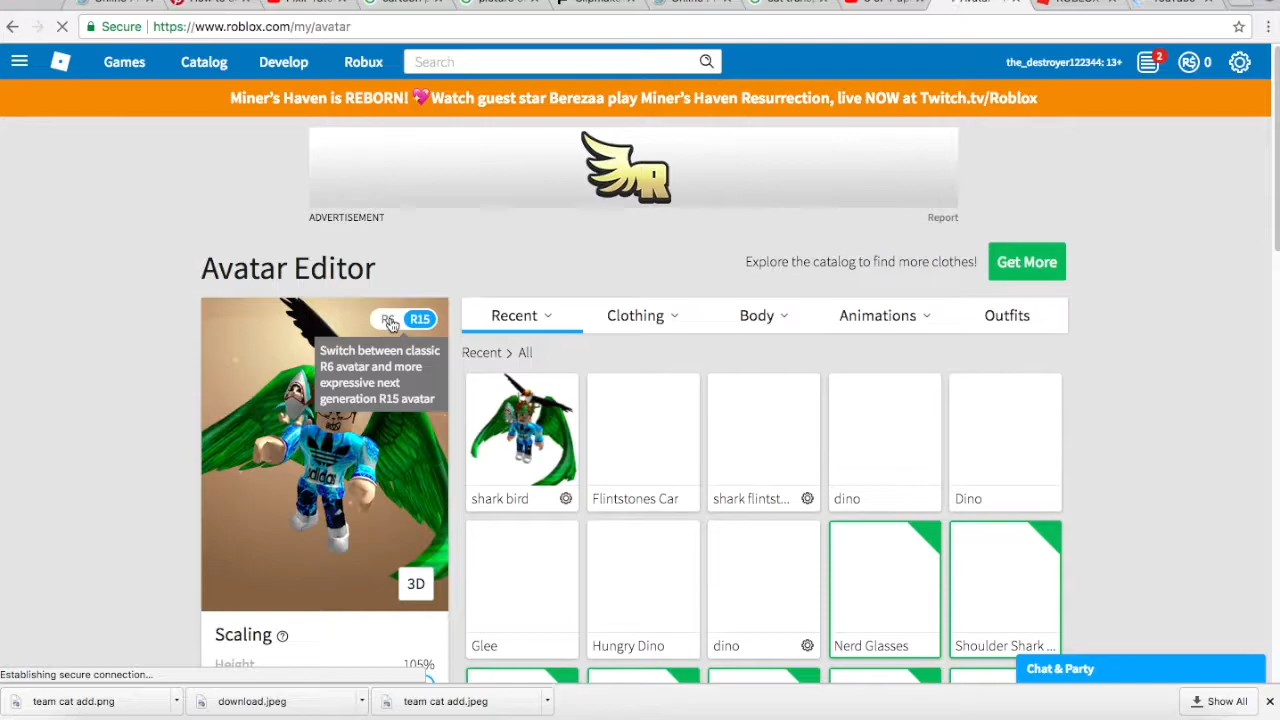 Secure https://www.roblox.com/my/avatar
Games Catalog Develop Robux Search the_destroyer122344: 13+ 2 R$ 0
Miner's Haven is REBORN! 💖Watch guest star Berezaa play Miner's Haven Resurrection, live NOW at Twitch.tv/Roblox
R
ADVERTISEMENT Report
Avatar Editor Explore the catalog to find more clothes! Get More
R6 R15 Recent Clothing Body Animations Outfits
Switch between classic
R6 avatar and more
expressive next
generation R15 avatar
Recent > All
adidas
shark bird Flintstones Car shark flintst... dino Dino
3D
Scaling ?
Glee Hungry Dino dino Nerd Glasses Shoulder Shark ...
Height 105%
Chat & Party
Establishing secure connection...
team cat add.png download.jpeg team cat add.jpeg Show All